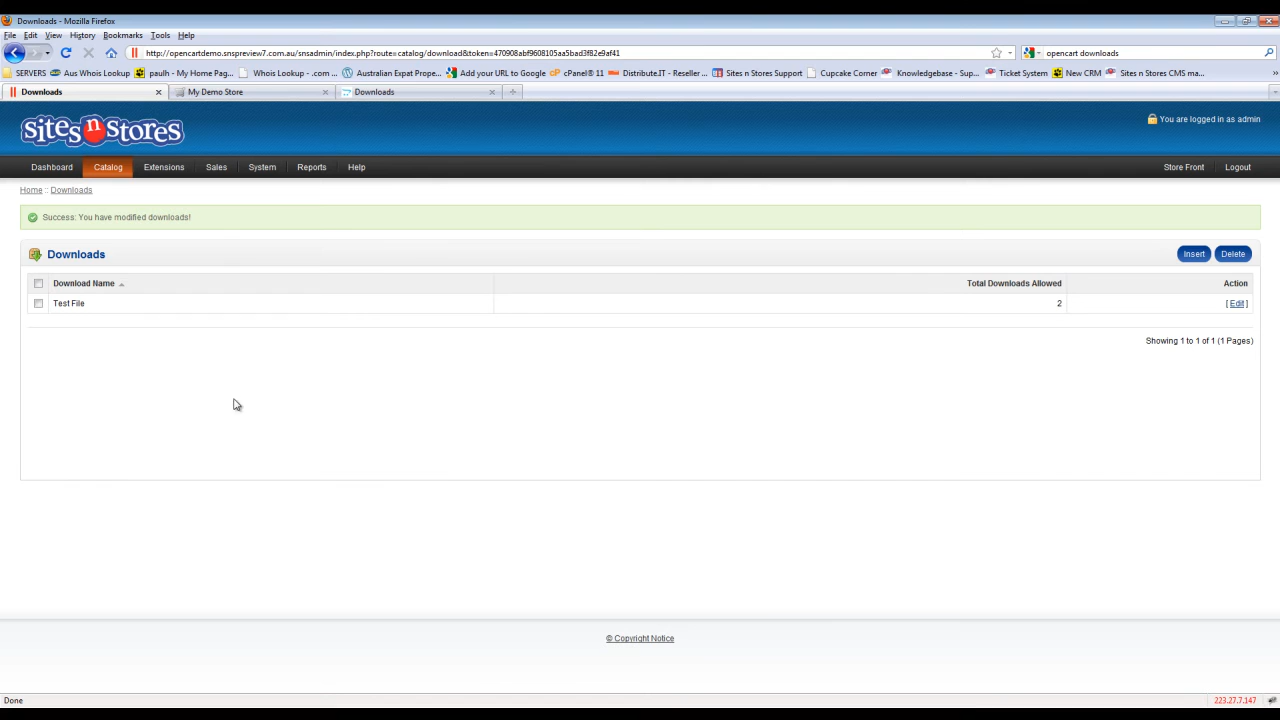 Downloads - Mozilla Firefox
File Edit View History Bookmarks Tools Help
http://opencartdemo.snspreview7.com.au/snsadmin/index.php?route=catalog/download&token=470908abf9608105aa5bad3f82e9af41 opencart downloads
SERVERS Aus Whois Lookup paulh - My Home Pag... Whois Lookup - .com ... Australian Expat Prope... Add your URL to Google cPanel® 11 Distribute.IT - Reseller ... Sites n Stores Support Cupcake Corner Knowledgebase - Sup... Ticket System New CRM Sites n Stores CMS ma...
Downloads My Demo Store Downloads
sites n stores You are logged in as admin
Dashboard Catalog Extensions Sales System Reports Help Store Front Logout
Home :: Downloads
Success: You have modified downloads!
Downloads Insert Delete
Download Name Total Downloads Allowed Action
Test File 2 [ Edit ]
Showing 1 to 1 of 1 (1 Pages)
© Copyright Notice
Done 223.27.7.147